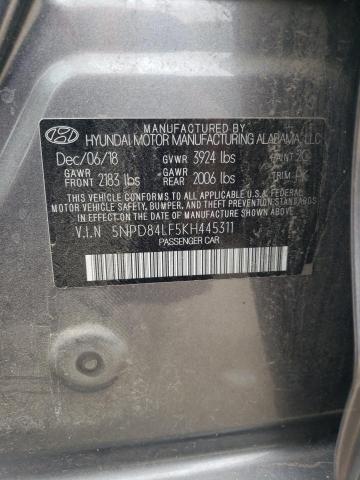 HYUNDAI MOTOR MANUFACTURING ALABAMA, LLC
Dec/06/18 GVWR 3924 lbs PAINT
GAWR FRONT 2183 lbs GAWR REAR 2006 lbs TRIM
THIS VEHICLE CONFORMS TO ALL APPLICABLE U.S. FEDERAL
MOTOR VEHICLE SAFETY, BUMPER, AND THEFT PREVENTION
STANDARDS IN EFFECT ON THE DATE OF MANUFACTURE
SHOWN ABOVE.
V.I.N 5NPD84LF5KH445311
PASSENGER CAR